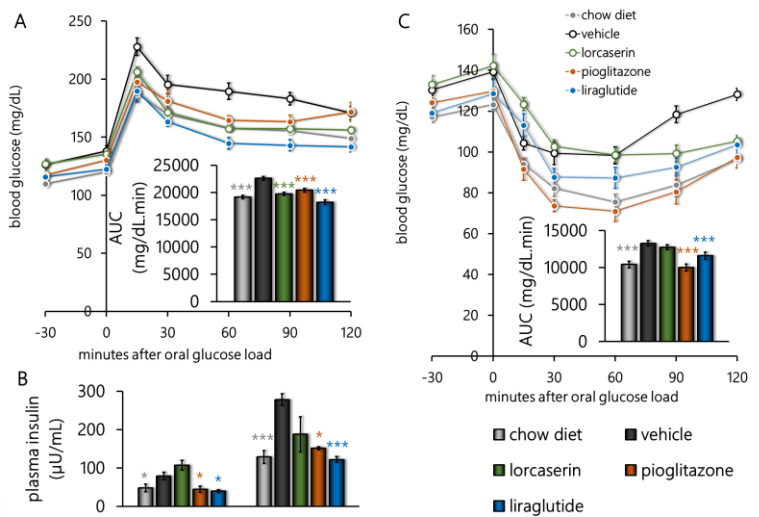 A
blood glucose (mg/dL)
250
200
150
100
50
0
-30
0
30
60
90
120
minutes after oral glucose load
AUC
(mg/dL.min)
25000
20000
15000
10000
5000
0
***
***
***
***
B
plasma insulin
(µU/mL)
300
200
100
0
*
*
*
***
*
***
C
chow diet
vehicle
lorcaserin
pioglitazone
liraglutide
blood glucose (mg/dL)
160
140
120
100
80
60
40
20
0
-30
0
30
60
90
120
minutes after oral glucose load
AUC (mg/dL.min)
15000
10000
5000
0
***
***
***
chow diet
vehicle
lorcaserin
pioglitazone
liraglutide